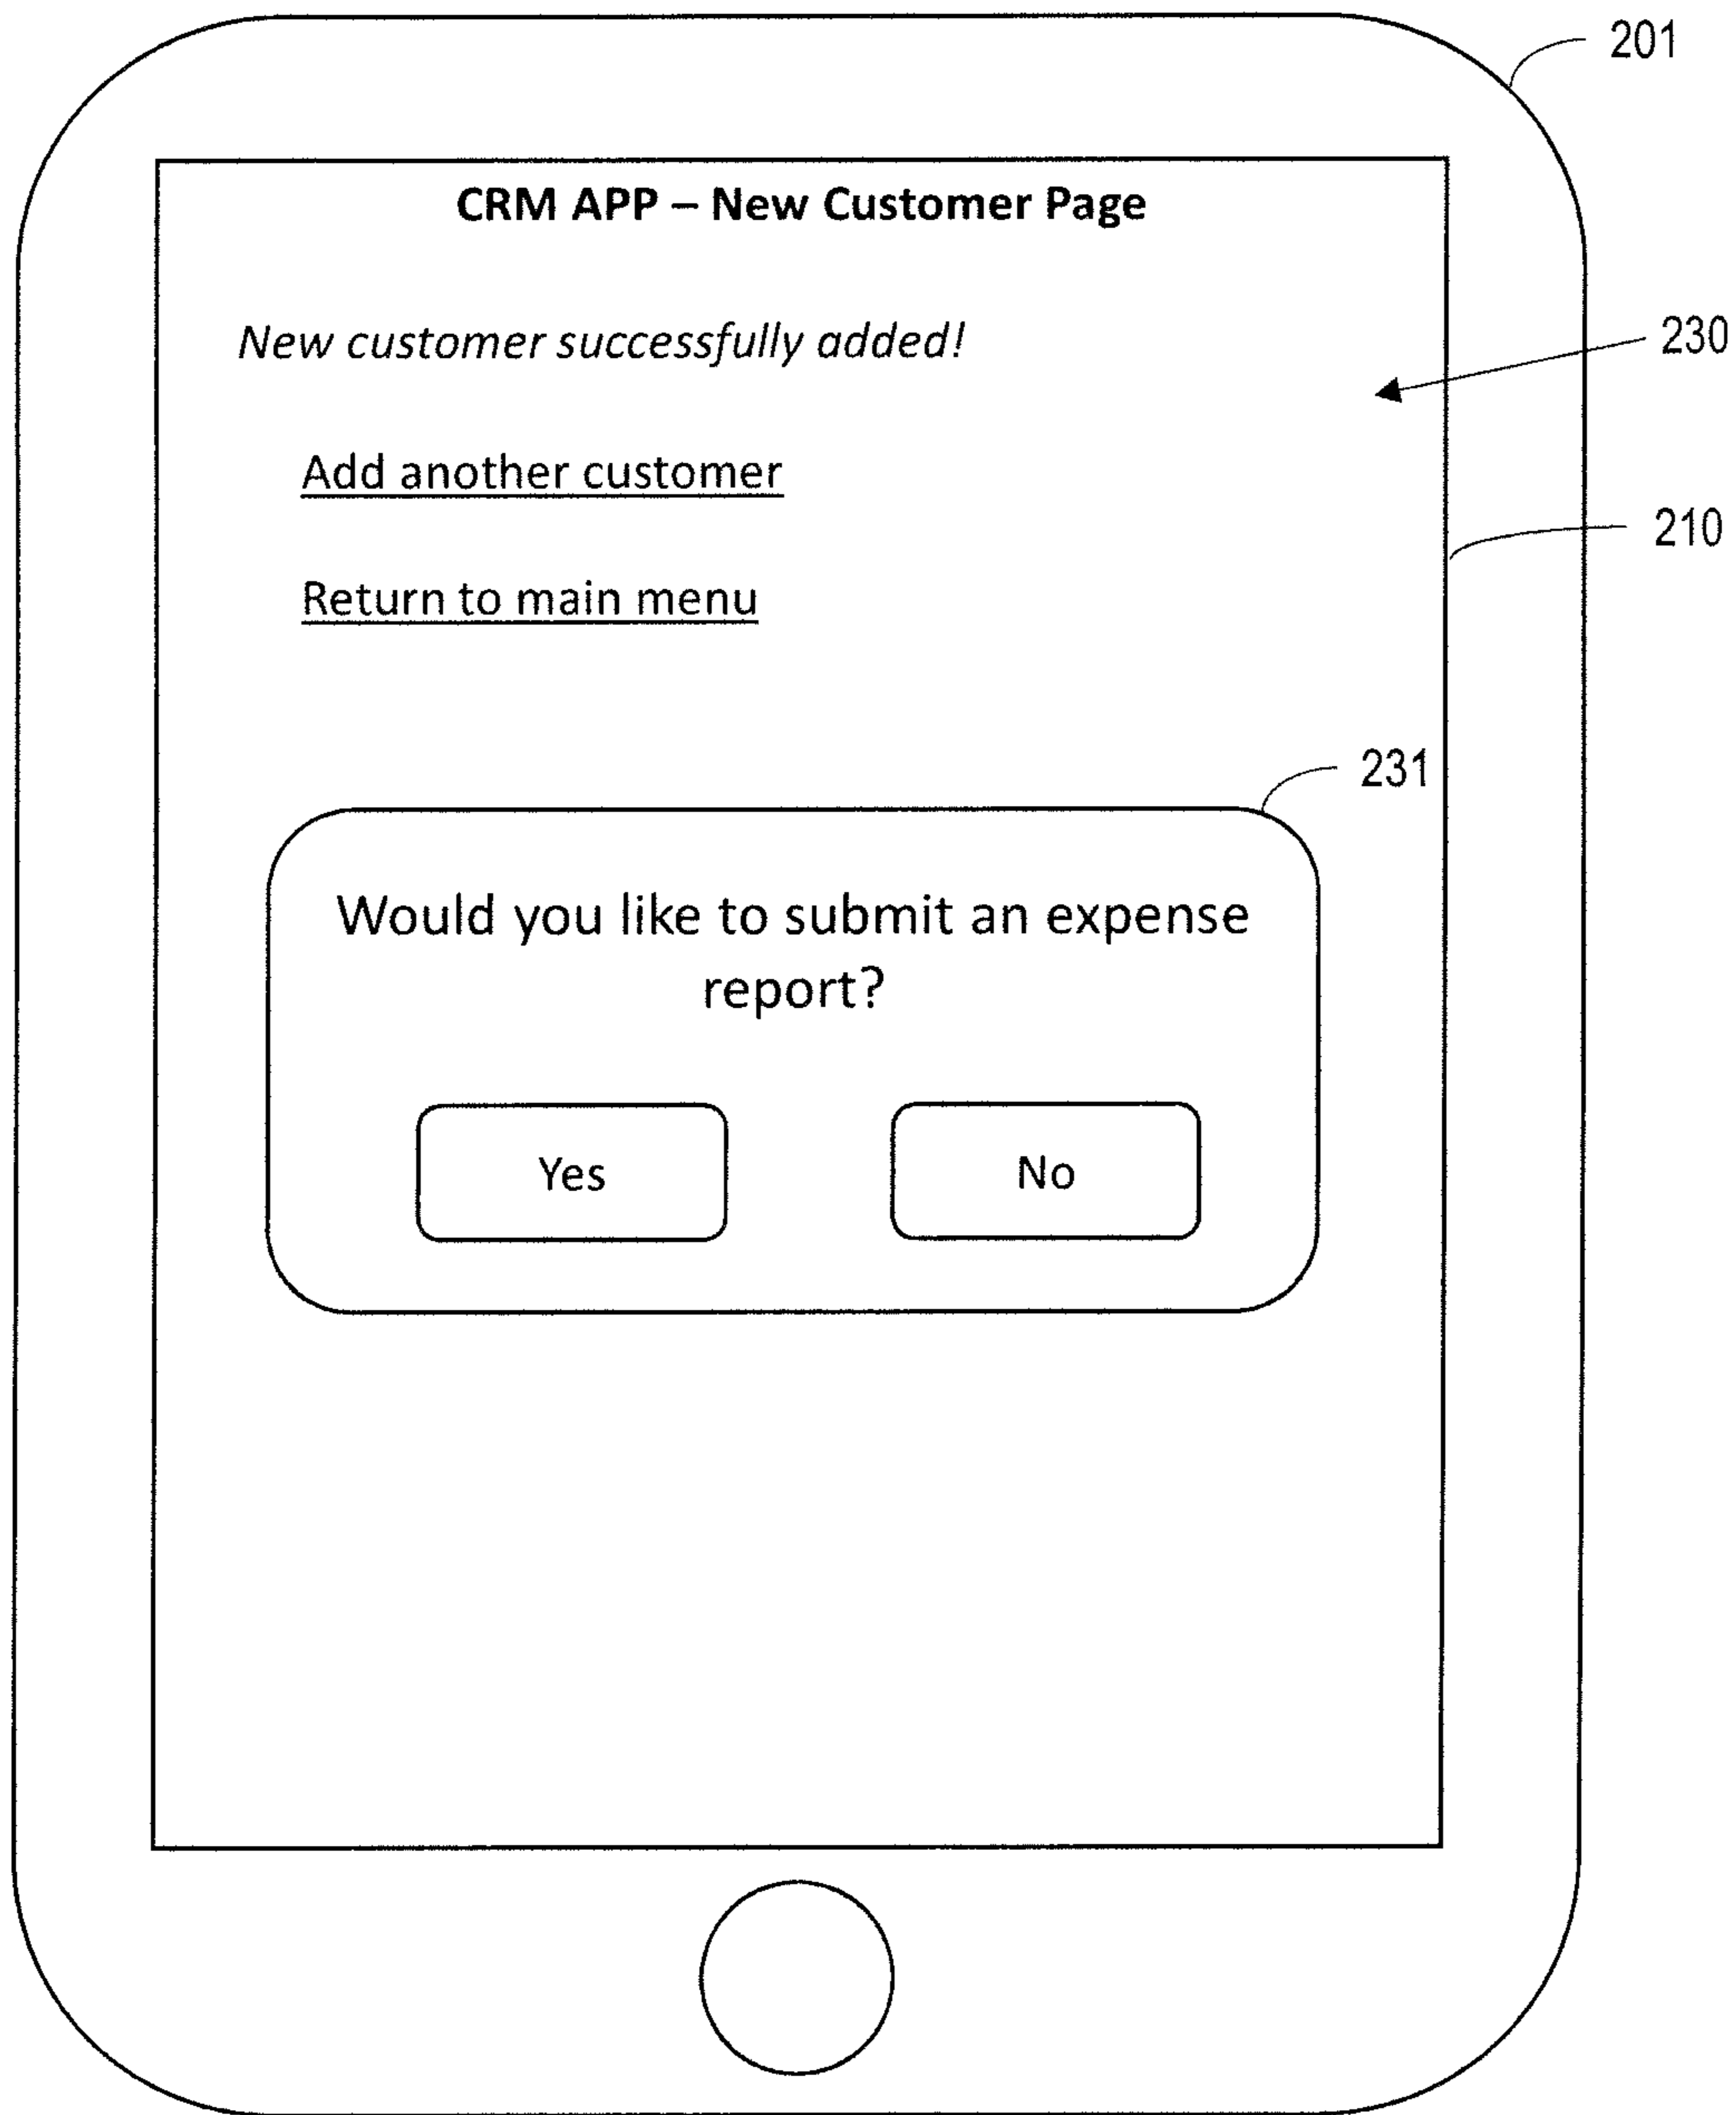 201
CRM APP – New Customer Page
New customer successfully added!
230
Add another customer
210
Return to main menu
231
Would you like to submit an expense
report?
Yes
No